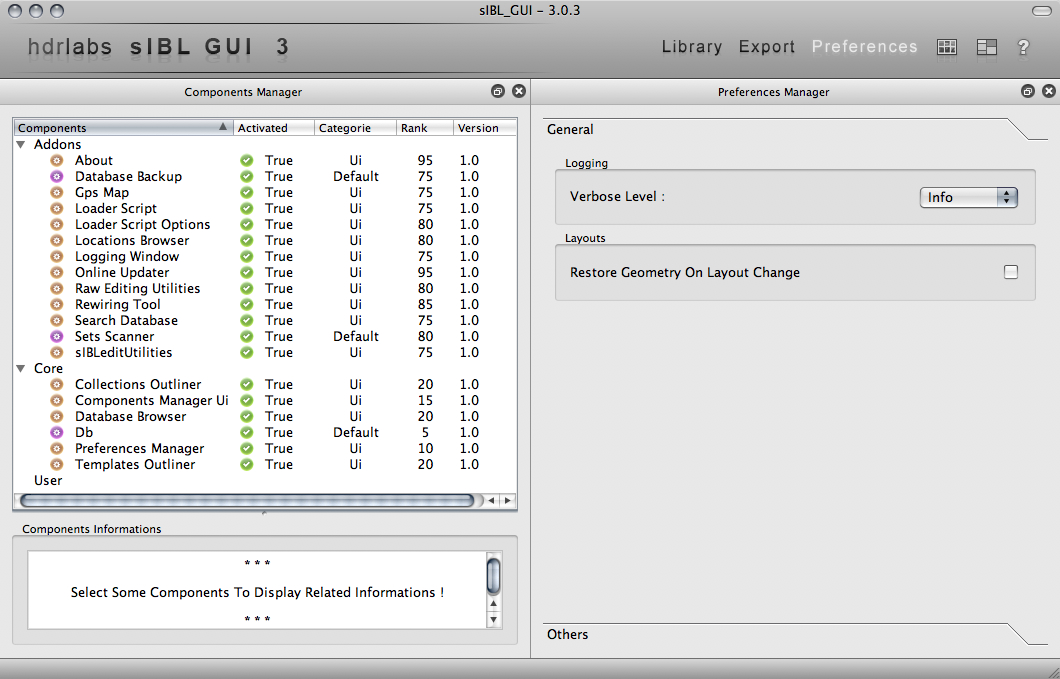 sIBL_GUI - 3.0.3
hdrlabs sIBL GUI 3
Library Export Preferences ?
Components Manager
Preferences Manager
Components Activated Categorie Rank Version
Addons
About True Ui 95 1.0
Database Backup True Default 75 1.0
Gps Map True Ui 75 1.0
Loader Script True Ui 75 1.0
Loader Script Options True Ui 80 1.0
Locations Browser True Ui 80 1.0
Logging Window True Ui 75 1.0
Online Updater True Ui 95 1.0
Raw Editing Utilities True Ui 80 1.0
Rewiring Tool True Ui 85 1.0
Search Database True Ui 75 1.0
Sets Scanner True Default 80 1.0
sIBLeditUtilities True Ui 75 1.0
Core
Collections Outliner True Ui 20 1.0
Components Manager Ui True Ui 15 1.0
Database Browser True Ui 20 1.0
Db True Default 5 1.0
Preferences Manager True Ui 10 1.0
Templates Outliner True Ui 20 1.0
User
Components Informations
* * *
Select Some Components To Display Related Informations !
* * *
General
Logging
Verbose Level : Info
Layouts
Restore Geometry On Layout Change
Others